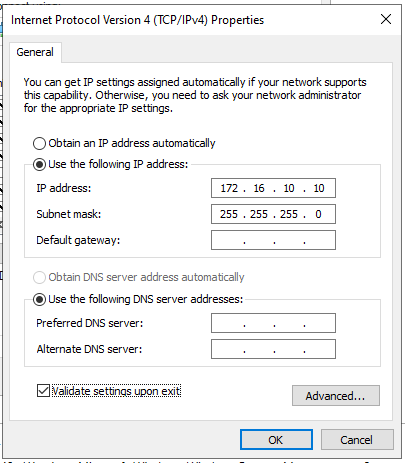 Internet Protocol Version 4 (TCP/IPv4) Properties
General
You can get IP settings assigned automatically if your network supports
this capability. Otherwise, you need to ask your network administrator
for the appropriate IP settings.
Obtain an IP address automatically
Use the following IP address:
IP address: 172 . 16 . 10 . 10
Subnet mask: 255 . 255 . 255 . 0
Default gateway: . . .
Obtain DNS server address automatically
Use the following DNS server addresses:
Preferred DNS server: . . .
Alternate DNS server: . . .
Validate settings upon exit
Advanced...
OK Cancel